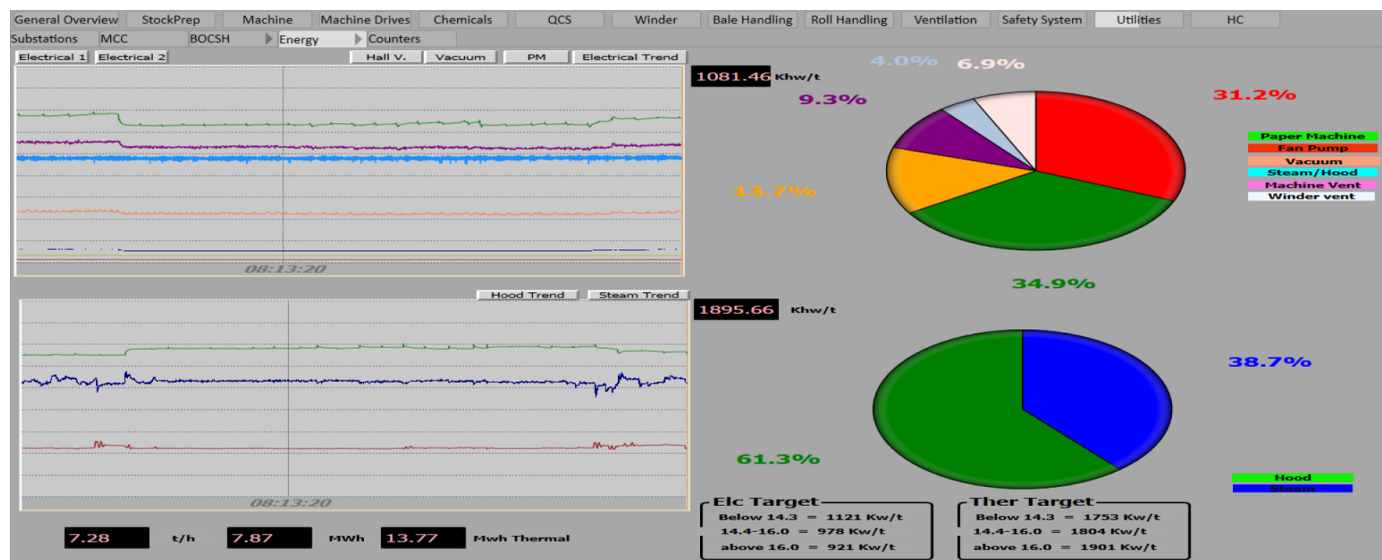 General Overview StockPrep Machine Machine Drives Chemicals QCS Winder Bale Handling Roll Handling Ventilation Safety System Utilities HC
Substations MCC BOCSH Energy Counters
Electrical 1 Electrical 2 Hall V. Vacuum PM Electrical Trend
4.0% 6.9%
1081.46 Khw/t
9.3% 31.2%
Paper Machine
Fan Pump
Vacuum
Steam/Hood
Machine Vent
Winder vent
13.7%
08:13:20
34.9%
Hood Trend Steam Trend
1895.66 Khw/t
38.7%
61.3%
Hood
Steam
08:13:20
Elc Target
Below 14.3 = 1121 Kw/t
14.4-16.0 = 978 Kw/t
above 16.0 = 921 Kw/t
Ther Target
Below 14.3 = 1753 Kw/t
14.4-16.0 = 1804 Kw/t
above 16.0 = 1901 Kw/t
7.28 t/h 7.87 MWh 13.77 Mwh Thermal